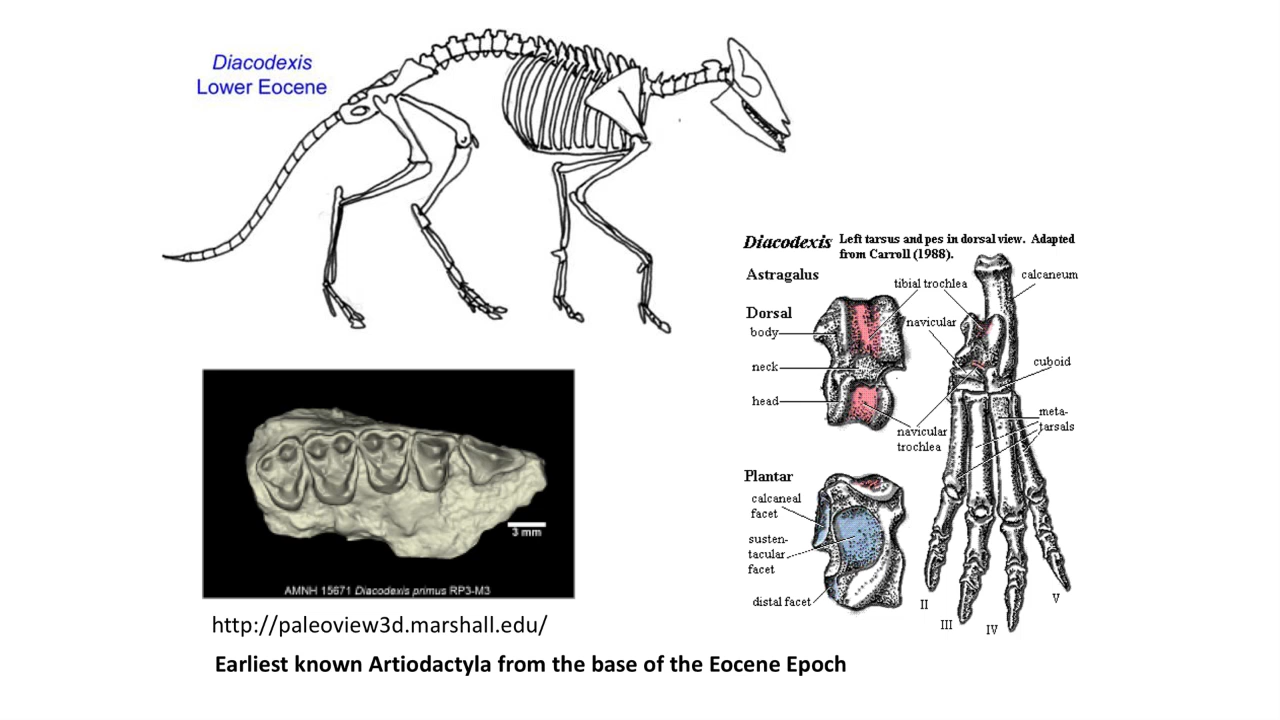 Diacodexis
Lower Eocene
Diacodexis Left tarsus and pes in dorsal view. Adapted
from Carroll (1988).
Astragalus
calcaneum
tibial trochlea
Dorsal
navicular
body
neck
cuboid
head
meta-
tarsals
navicular
trochlea
Plantar
calcaneal
facet
susten-
tacular
facet
distal facet
II
III
IV
V
3 mm
AMNH 15671 Diacodexis primus RP3-M3
http://paleoview3d.marshall.edu/
Earliest known Artiodactyla from the base of the Eocene Epoch